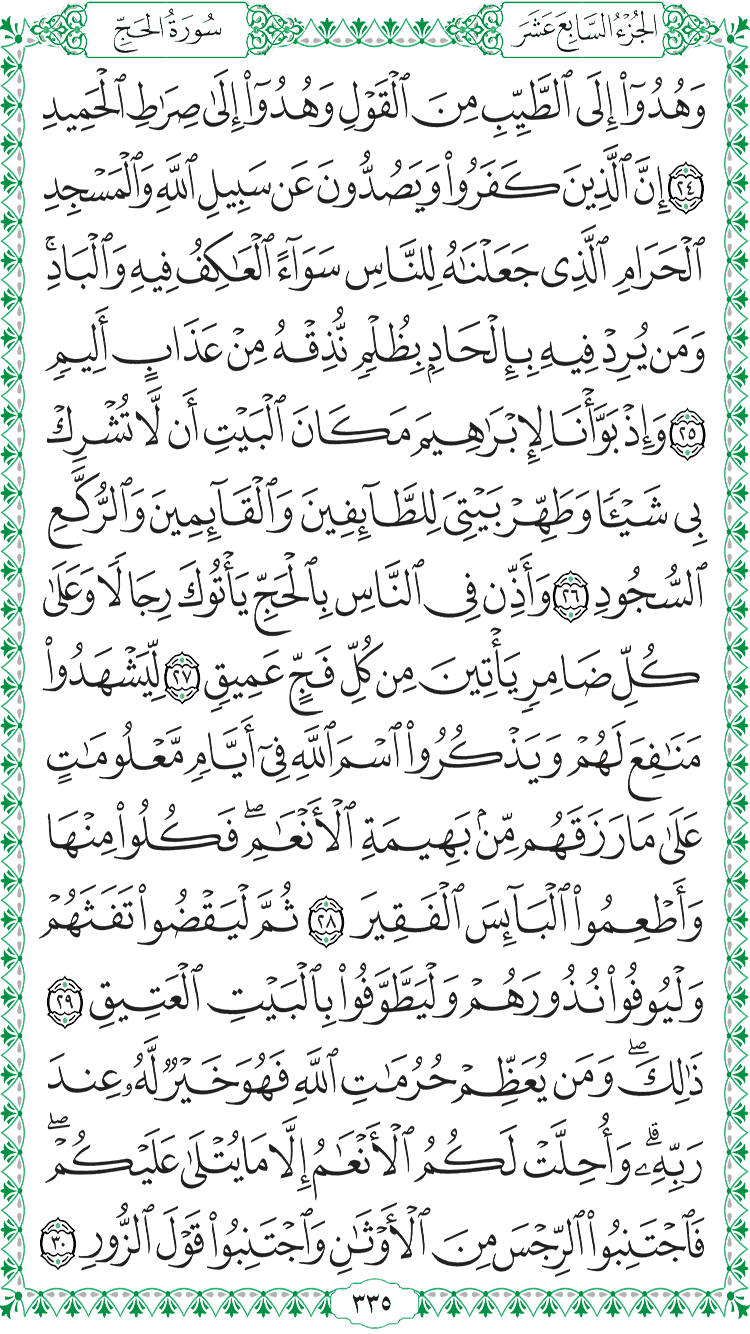 الجُزْءُ السَّابِعَ عَشَرَ
سُورَةُ الحَجِّ
وَهُدُوٓا۟ إِلَى ٱلطَّيِّبِ مِنَ ٱلْقَوْلِ وَهُدُوٓا۟ إِلَىٰ صِرَٰطِ ٱلْحَمِيدِ
٢٤ إِنَّ ٱلَّذِينَ كَفَرُوا۟ وَيَصُدُّونَ عَن سَبِيلِ ٱللَّهِ وَٱلْمَسْجِدِ
ٱلْحَرَامِ ٱلَّذِى جَعَلْنَـٰهُ لِلنَّاسِ سَوَآءً ٱلْعَـٰكِفُ فِيهِ وَٱلْبَادِ ۚ
وَمَن يُرِدْ فِيهِ بِإِلْحَادٍۭ بِظُلْمٍ نُّذِقْهُ مِنْ عَذَابٍ أَلِيمٍ
٢٥ وَإِذْ بَوَّأْنَا لِإِبْرَٰهِيمَ مَكَانَ ٱلْبَيْتِ أَن لَّا تُشْرِكْ
بِى شَيْـًٔا وَطَهِّرْ بَيْتِىَ لِلطَّآئِفِينَ وَٱلْقَآئِمِينَ وَٱلرُّكَّعِ
ٱلسُّجُودِ ٢٦ وَأَذِّن فِى ٱلنَّاسِ بِٱلْحَجِّ يَأْتُوكَ رِجَالًا وَعَلَىٰ
كُلِّ ضَامِرٍ يَأْتِينَ مِن كُلِّ فَجٍّ عَمِيقٍ ٢٧ لِّيَشْهَدُوا۟
مَنَـٰفِعَ لَهُمْ وَيَذْكُرُوا۟ ٱسْمَ ٱللَّهِ فِىٓ أَيَّامٍ مَّعْلُومَـٰتٍ
عَلَىٰ مَا رَزَقَهُم مِّنۢ بَهِيمَةِ ٱلْأَنْعَـٰمِ ۖ فَكُلُوا۟ مِنْهَا
وَأَطْعِمُوا۟ ٱلْبَآئِسَ ٱلْفَقِيرَ ٢٨ ثُمَّ لْيَقْضُوا۟ تَفَثَهُمْ
وَلْيُوفُوا۟ نُذُورَهُمْ وَلْيَطَّوَّفُوا۟ بِٱلْبَيْتِ ٱلْعَتِيقِ ٢٩
ذَٰلِكَ ۖ وَمَن يُعَظِّمْ حُرُمَـٰتِ ٱللَّهِ فَهُوَ خَيْرٌ لَّهُۥ عِندَ
رَبِّهِۦ ۗ وَأُحِلَّتْ لَكُمُ ٱلْأَنْعَـٰمُ إِلَّا مَا يُتْلَىٰ عَلَيْكُمْ ۖ
فَٱجْتَنِبُوا۟ ٱلرِّجْسَ مِنَ ٱلْأَوْثَـٰنِ وَٱجْتَنِبُوا۟ قَوْلَ ٱلزُّورِ ٣٠
٣٣٥